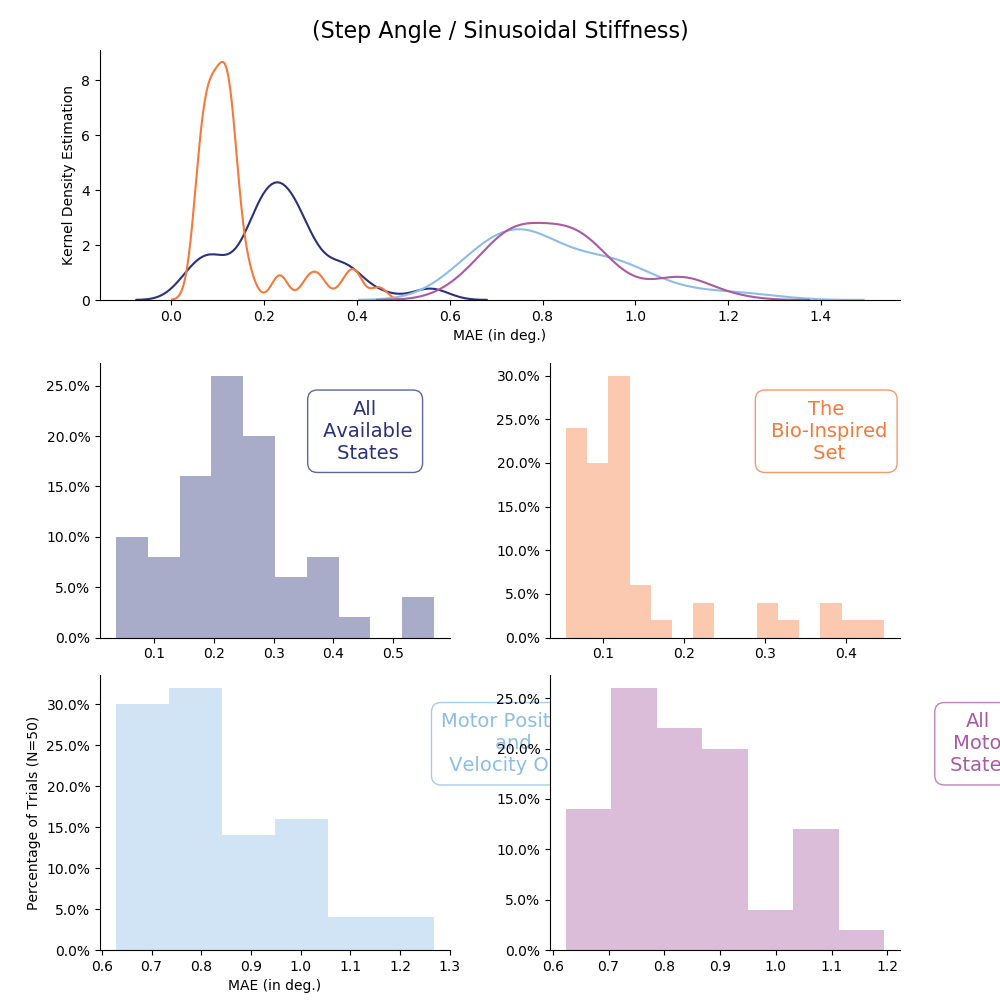 (Step Angle / Sinusoidal Stiffness)
Kernel Density Estimation
8
6
4
2
0
0.0 0.2 0.4 0.6 0.8 1.0 1.2 1.4
MAE (in deg.)
25.0%
20.0%
15.0%
10.0%
5.0%
0.0%
0.1 0.2 0.3 0.4 0.5
All
Available
States
30.0%
25.0%
20.0%
15.0%
10.0%
5.0%
0.0%
0.1 0.2 0.3 0.4
The
Bio-Inspired
Set
Percentage of Trials (N=50)
30.0%
25.0%
20.0%
15.0%
10.0%
5.0%
0.0%
0.6 0.7 0.8 0.9 1.0 1.1 1.2 1.3
MAE (in deg.)
Motor Posit
and
Velocity O
25.0%
20.0%
15.0%
10.0%
5.0%
0.0%
0.6 0.7 0.8 0.9 1.0 1.1 1.2
All
Moto
State